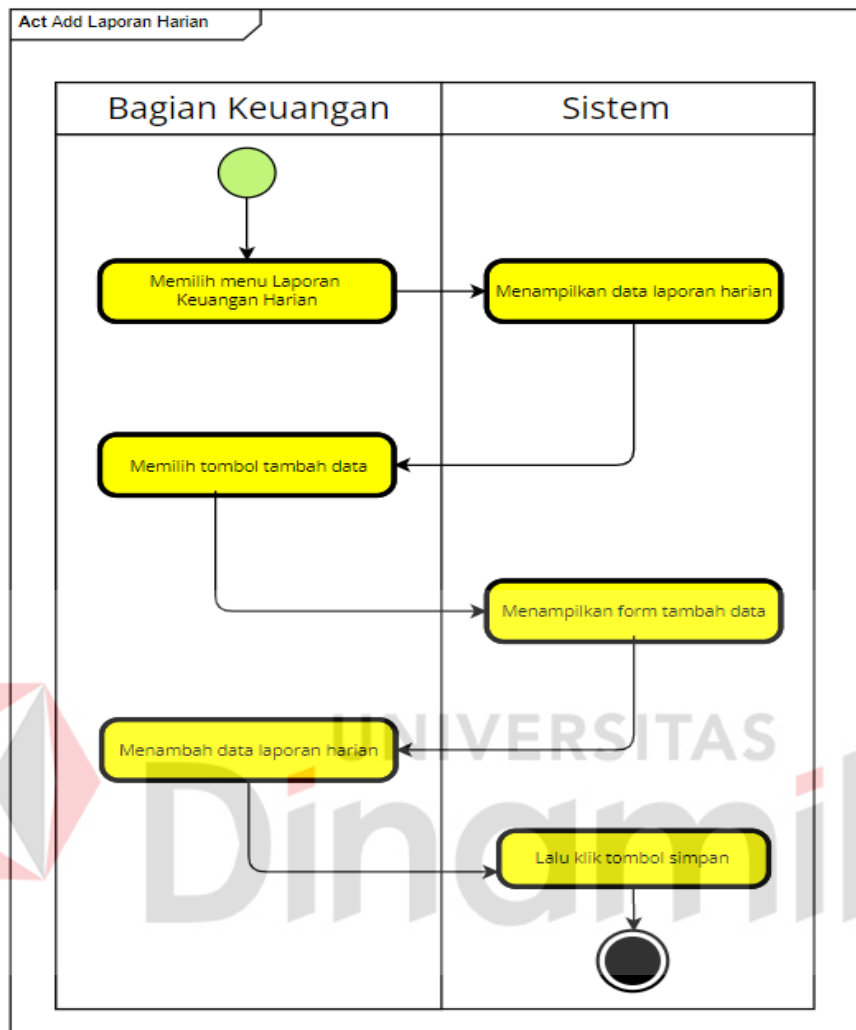 Act Add Laporan Harian
Bagian Keuangan
Sistem
Memilih menu Laporan
Keuangan Harian
Menampilkan data laporan harian
Memilih tombol tambah data
Menampilkan form tambah data
UNIVERSITAS
Menambah data laporan harian
Dinamik
Lalu klik tombol simpan